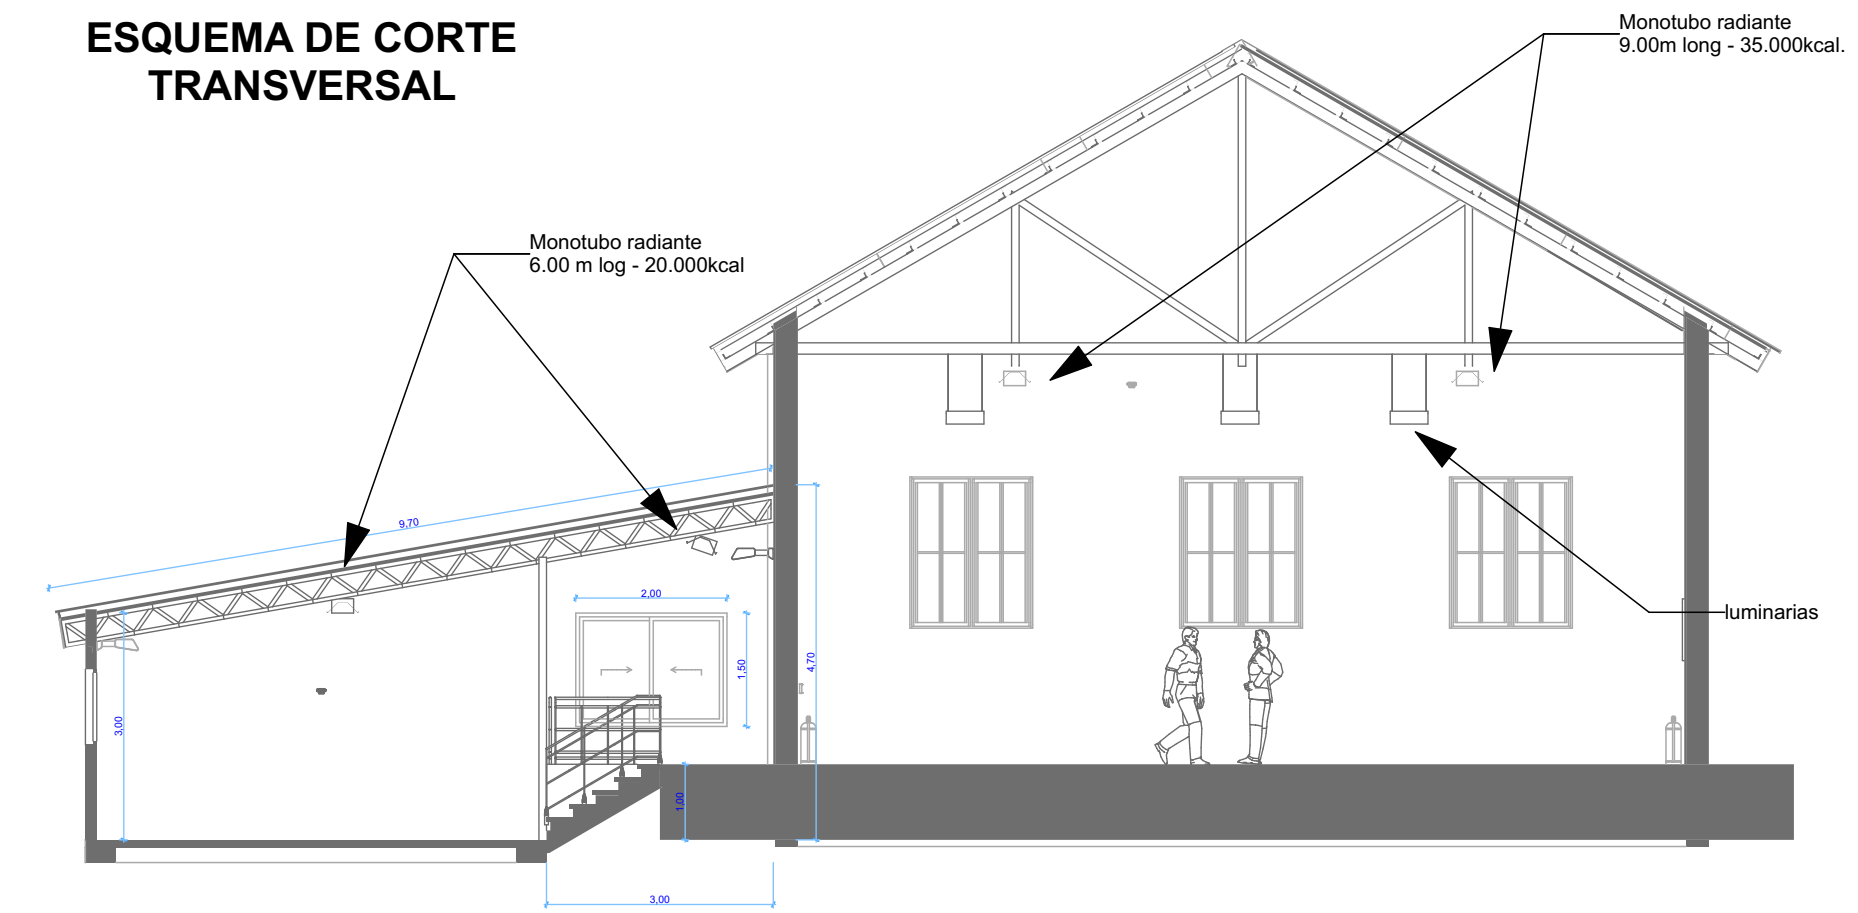 ESQUEMA DE CORTE
TRANSVERSAL
Monotubo radiante
9.00m long - 35.000kcal.
Monotubo radiante
6.00 m log - 20.000kcal
9,70
2,00
1,50
4,70
luminarias
3,00
1,00
3,00